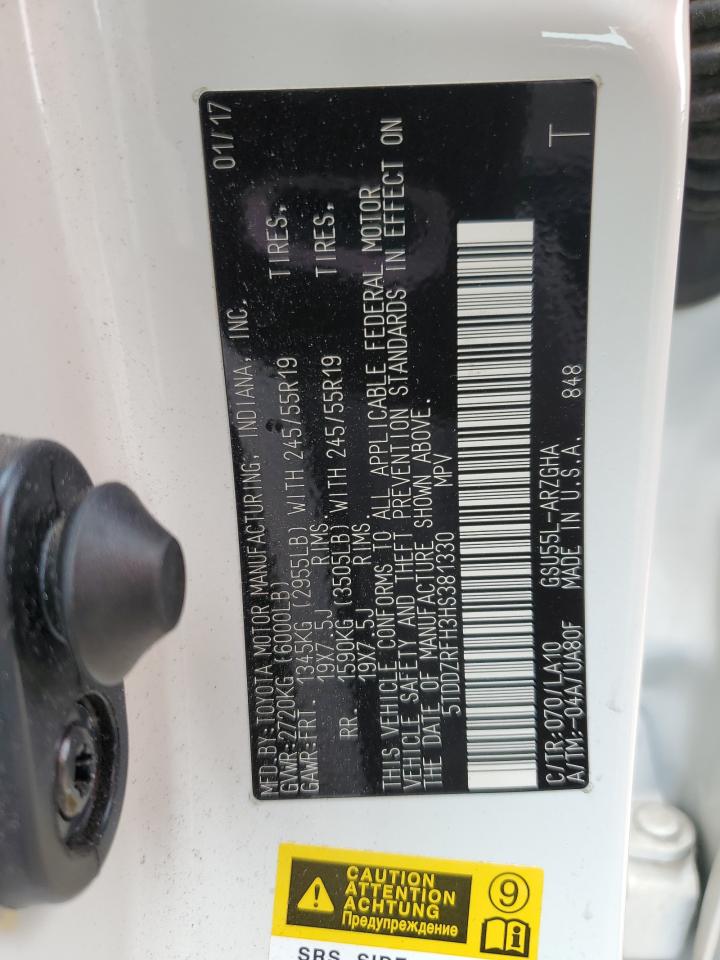 MFD.BY:TOYOTA MOTOR MANUFACTURING, INDIANA, INC. 01/17
GVWR:2720KG (6000LB)
GAWR:FRT. 1345KG (2955LB) WITH 245/55R19 TIRES,
19X7.5J RIMS
RR. 1590KG (3505LB) WITH 245/55R19 TIRES,
19X7.5J RIMS
THIS VEHICLE CONFORMS TO ALL APPLICABLE FEDERAL MOTOR
VEHICLE SAFETY AND THEFT PREVENTION STANDARDS IN EFFECT ON
THE DATE OF MANUFACTURE SHOWN ABOVE.
5TDDZRFH3HS381330 MPV
C/TR:070/LA10 GSU55L-ARZGHA T
A/TM:-04A/UA80F MADE IN U.S.A. 848
CAUTION
ATTENTION
ACHTUNG
Предупреждение
9
SRS SIDE